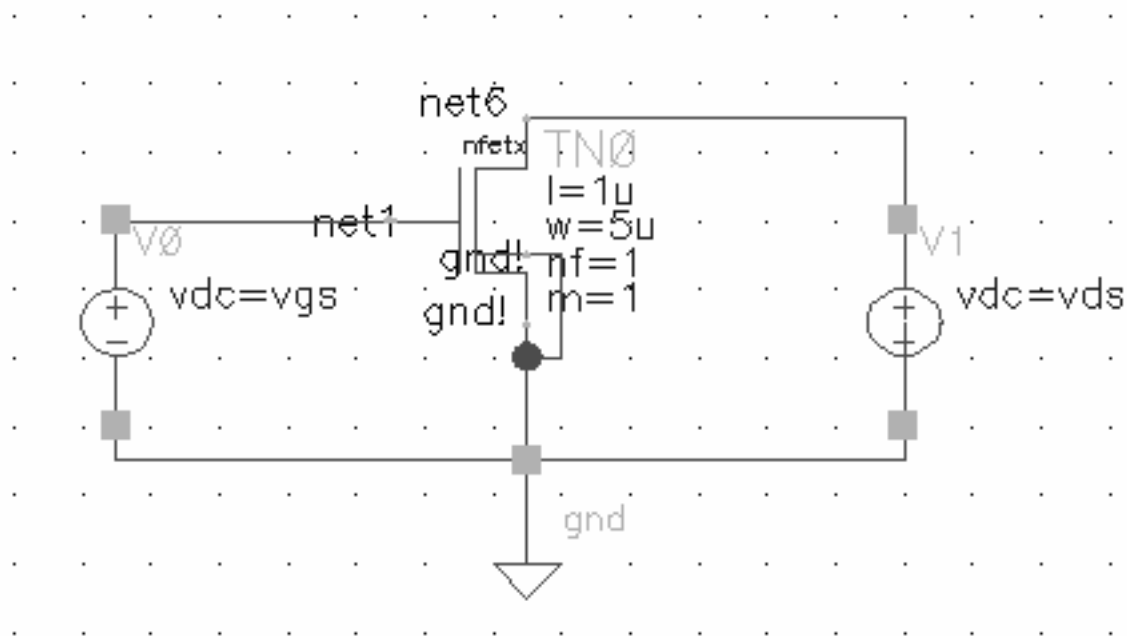 net6
nfetx
TN0
l=1u
net1
w=5u
V0
V1
gnd!
nf=1
vdc=vgs
m=1
vdc=vds
gnd!
gnd